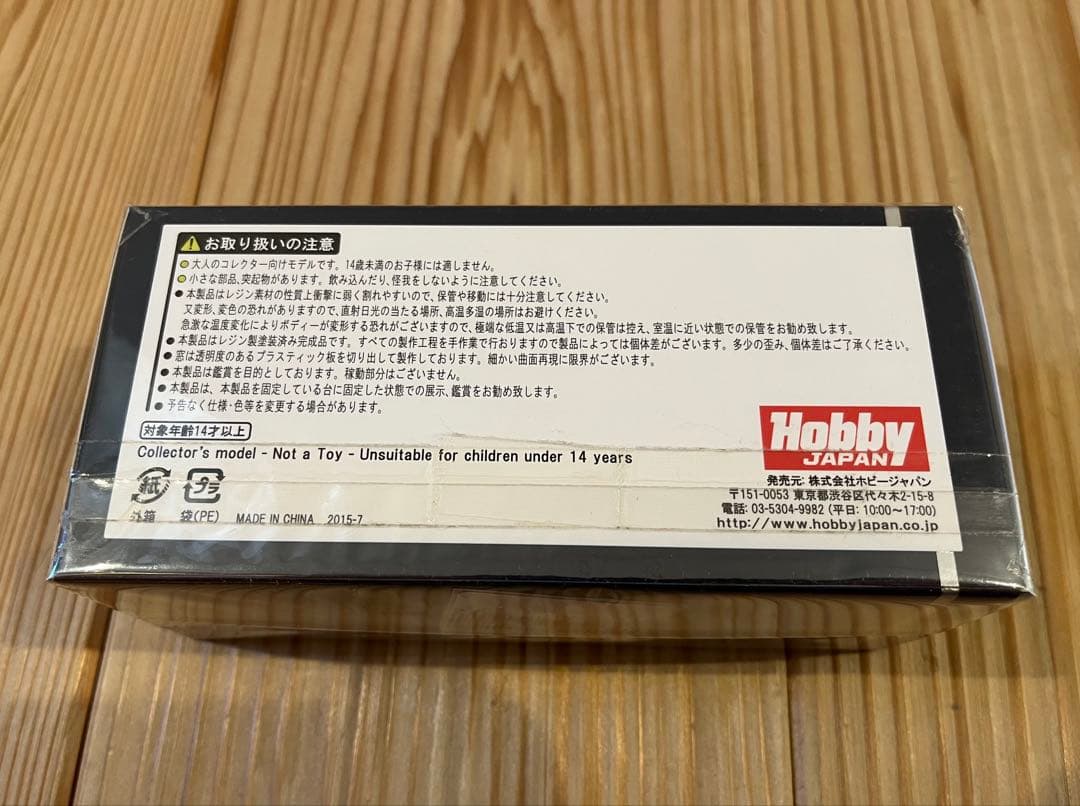 お取り扱いの注意
●大人のコレクター向けモデルです。14歳未満のお子様には適しません。
●小さな部品、突起物があります。飲み込んだり、怪我をしないように注意してください。
●本製品はレジン素材の性質上衝撃に弱く割れやすいので、保管や移動には十分注意してください。
又変形、変色の恐れがありますので、直射日光の当たる場所、高温多湿の場所はお避けください。
急激な温度変化によりボディーが変形する恐れがございますので、極端な低温又は高温下での保管は控え、室温に近い状態での保管をお勧め致します。
●本製品はレジン製塗装済み完成品です。すべての製作工程を手作業で行おりますので製品によっては個体差がございます。多少の歪み、個体差はご了承ください。
●窓は透明度のあるプラスティック板を切り出して製作しております。細かい曲面再現に限界がございます。
●本製品は鑑賞を目的としております。稼動部分はございません。
●本製品は、本製品を固定している台に固定した状態での展示、鑑賞をお勧め致します。
●予告なく仕様・色等を変更する場合があります。
対象年齢14才以上
Collector's model - Not a Toy - Unsuitable for children under 14 years
紙 プラ
外箱 袋(PE) MADE IN CHINA 2015-7
Hobby
JAPAN
発売元: 株式会社ホビージャパン
〒151-0053 東京都渋谷区代々木2-15-8
電話: 03-5304-9982 (平日: 10:00~17:00)
http://www.hobbyjapan.co.jp